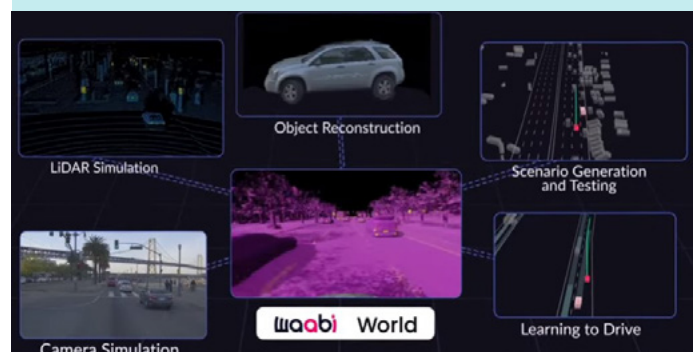 Object Reconstruction
LiDAR Simulation
Scenario Generation
and Testing
waabi World
Camera Simulation
Learning to Drive